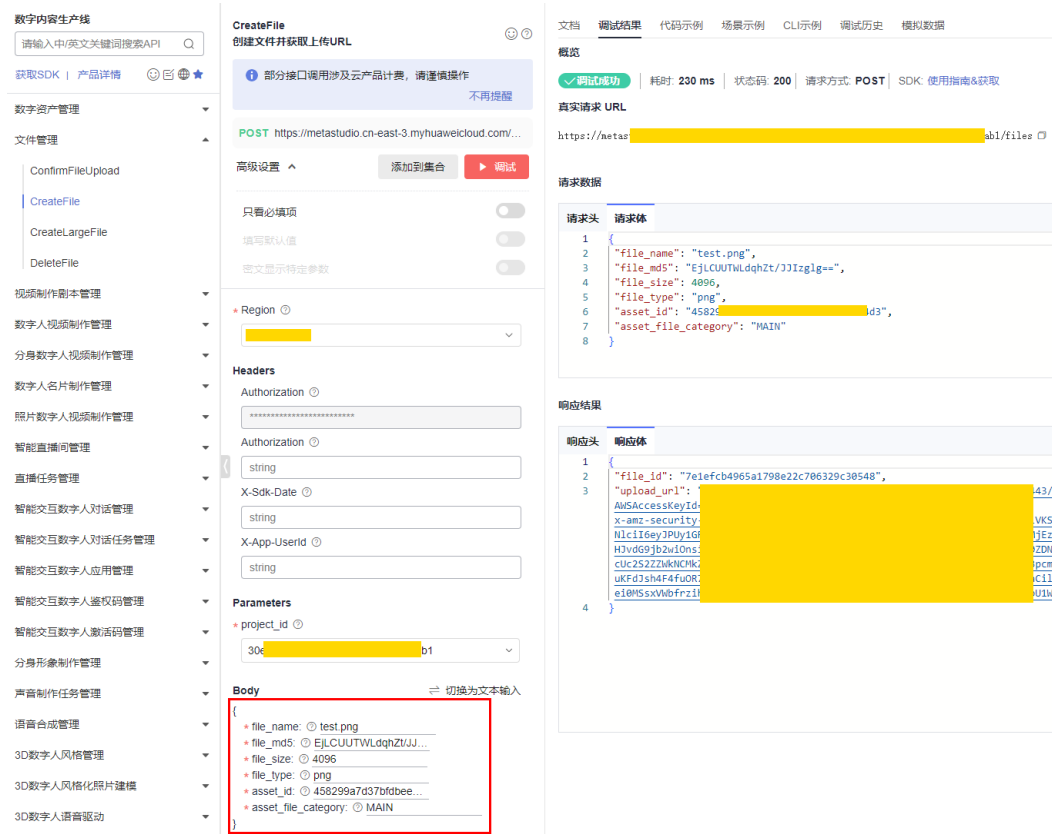 数字内容生产线
请输入中/英文关键词搜索API
获取SDK | 产品详情
数字资产管理
文件管理
ConfirmFileUpload
CreateFile
CreateLargeFile
DeleteFile
视频制作剧本管理
数字人视频制作管理
分身数字人视频制作管理
数字人名片制作管理
照片数字人视频制作管理
智能直播间管理
直播任务管理
智能交互数字人对话管理
智能交互数字人对话任务管理
智能交互数字人应用管理
智能交互数字人鉴权码管理
智能交互数字人激活码管理
分身形象制作管理
声音制作任务管理
语音合成管理
3D数字人风格管理
3D数字人风格化照片建模
3D数字人语音驱动
CreateFile
创建文件并获取上传URL
部分接口调用涉及云产品计费，请谨慎操作
不再提醒
POST https://metastudio.cn-east-3.myhuaweicloud.com/...
高级设置 添加到集合 调试
只看必填项
填写默认值
密文显示特定参数
* Region
Headers
Authorization
*************************
Authorization
string
X-Sdk-Date
string
X-App-UserId
string
Parameters
* project_id
30e b1
Body 切换为文本输入
{
* file_name: test.png
* file_md5: EjLCUUTWLdqhZt/JJ...
* file_size: 4096
* file_type: png
* asset_id: 458299a7d37bfdbee...
* asset_file_category: MAIN
}
文档 调试结果 代码示例 场景示例 CLI示例 调试历史 模拟数据
概览
调试成功 | 耗时: 230 ms | 状态码: 200 | 请求方式: POST | SDK: 使用指南&获取
真实请求 URL
https://metas ab1/files
请求数据
请求头 请求体
1 {
2 "file_name": "test.png",
3 "file_md5": "EjLCUUTWLdqhZt/JJIzglg==",
4 "file_size": 4096,
5 "file_type": "png",
6 "asset_id": "45829 d3",
7 "asset_file_category": "MAIN"
8 }
响应结果
响应头 响应体
1 {
2 "file_id": "7e1efcb4965a1798e22c706329c30548",
3 "upload_url": " 43/
AWSAccessKeyId
x-amz-security- VKS
NlciI6eyJPUy1G jEz
HJvdG9jb2wiOns ZDN
cUc2S2ZZWkNCMk pcm
uKFdJsh4F4fuOR Cil
ei0MSsxVWbfrzi U1W
4 }